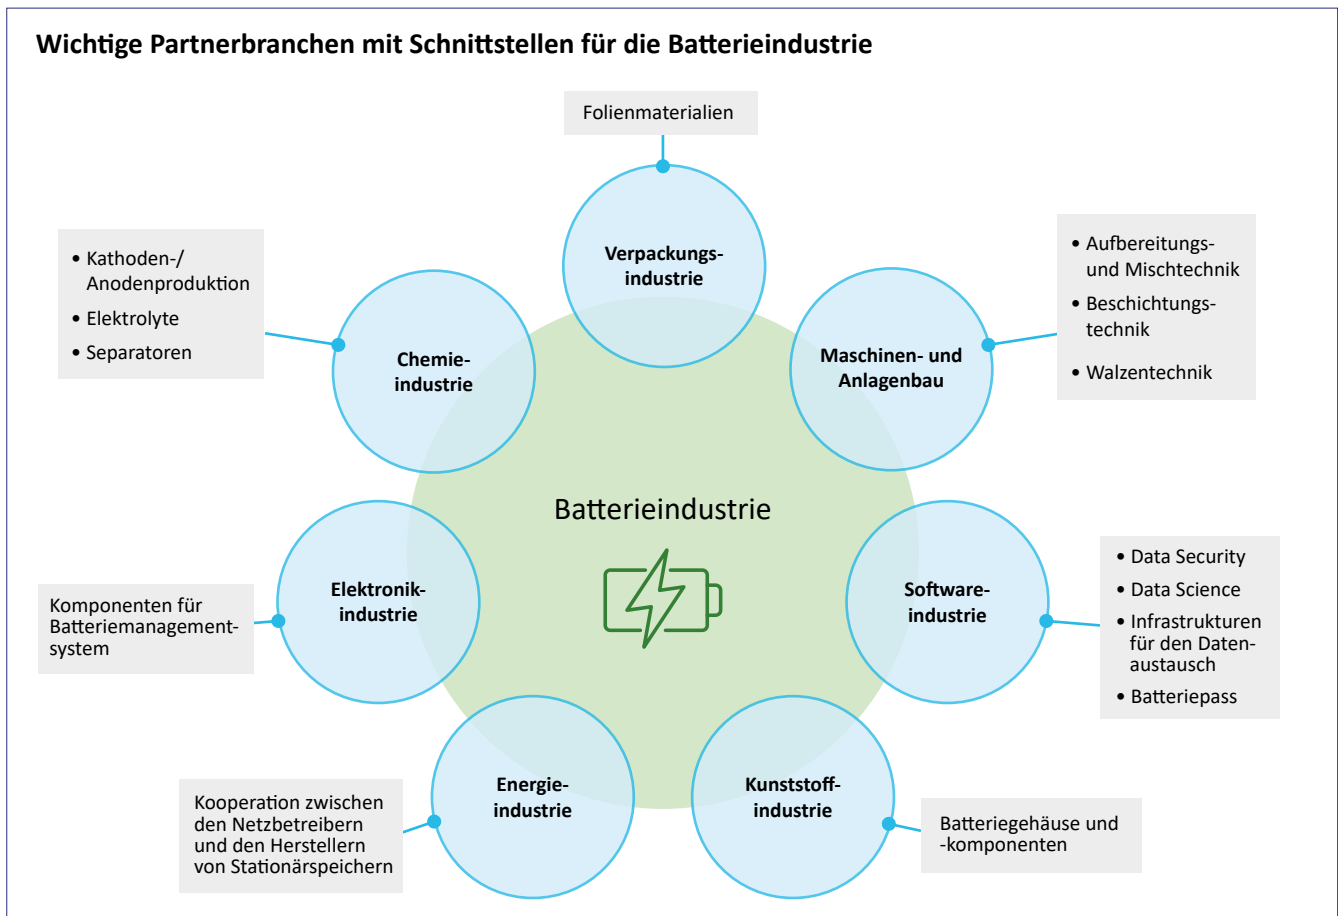 Wichtige Partnerbranchen mit Schnittstellen für die Batterieindustrie
Folienmaterialien
Verpackungs-
industrie
• Kathoden-/
Anodenproduktion
• Elektrolyte
• Separatoren
Chemie-
industrie
• Aufbereitungs-
und Mischtechnik
• Beschichtungs-
technik
• Walzentechnik
Maschinen- und
Anlagenbau
Batterieindustrie
Komponenten für
Batteriemanagement-
system
Elektronik-
industrie
Software-
industrie
• Data Security
• Data Science
• Infrastrukturen
für den Daten-
austausch
• Batteriepass
Kooperation zwischen
den Netzbetreibern
und den Herstellern
von Stationärspeichern
Energie-
industrie
Kunststoff-
industrie
Batteriegehäuse und
-komponenten